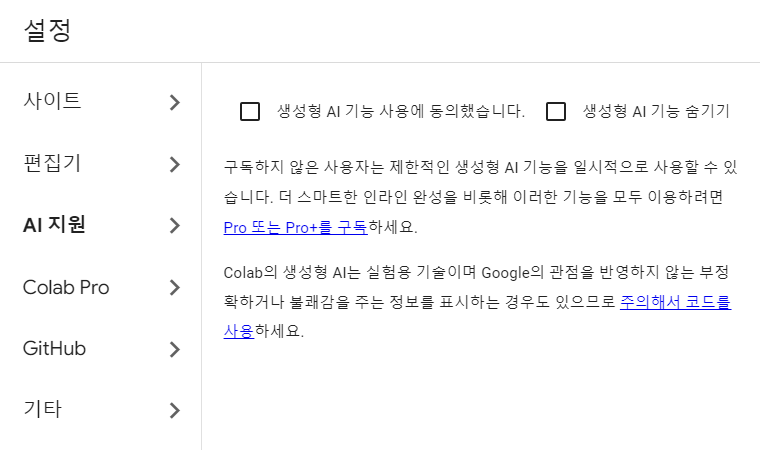 설정
사이트
편집기
AI 지원
Colab Pro
GitHub
기타
생성형 AI 기능 사용에 동의했습니다.
생성형 AI 기능 숨기기
구독하지 않은 사용자는 제한적인 생성형 AI 기능을 일시적으로 사용할 수 있
습니다. 더 스마트한 인라인 완성을 비롯해 이러한 기능을 모두 이용하려면
Pro 또는 Pro+를 구독하세요.
Colab의 생성형 AI는 실험용 기술이며 Google의 관점을 반영하지 않는 부정
확하거나 불쾌감을 주는 정보를 표시하는 경우도 있으므로 주의해서 코드를
사용하세요.